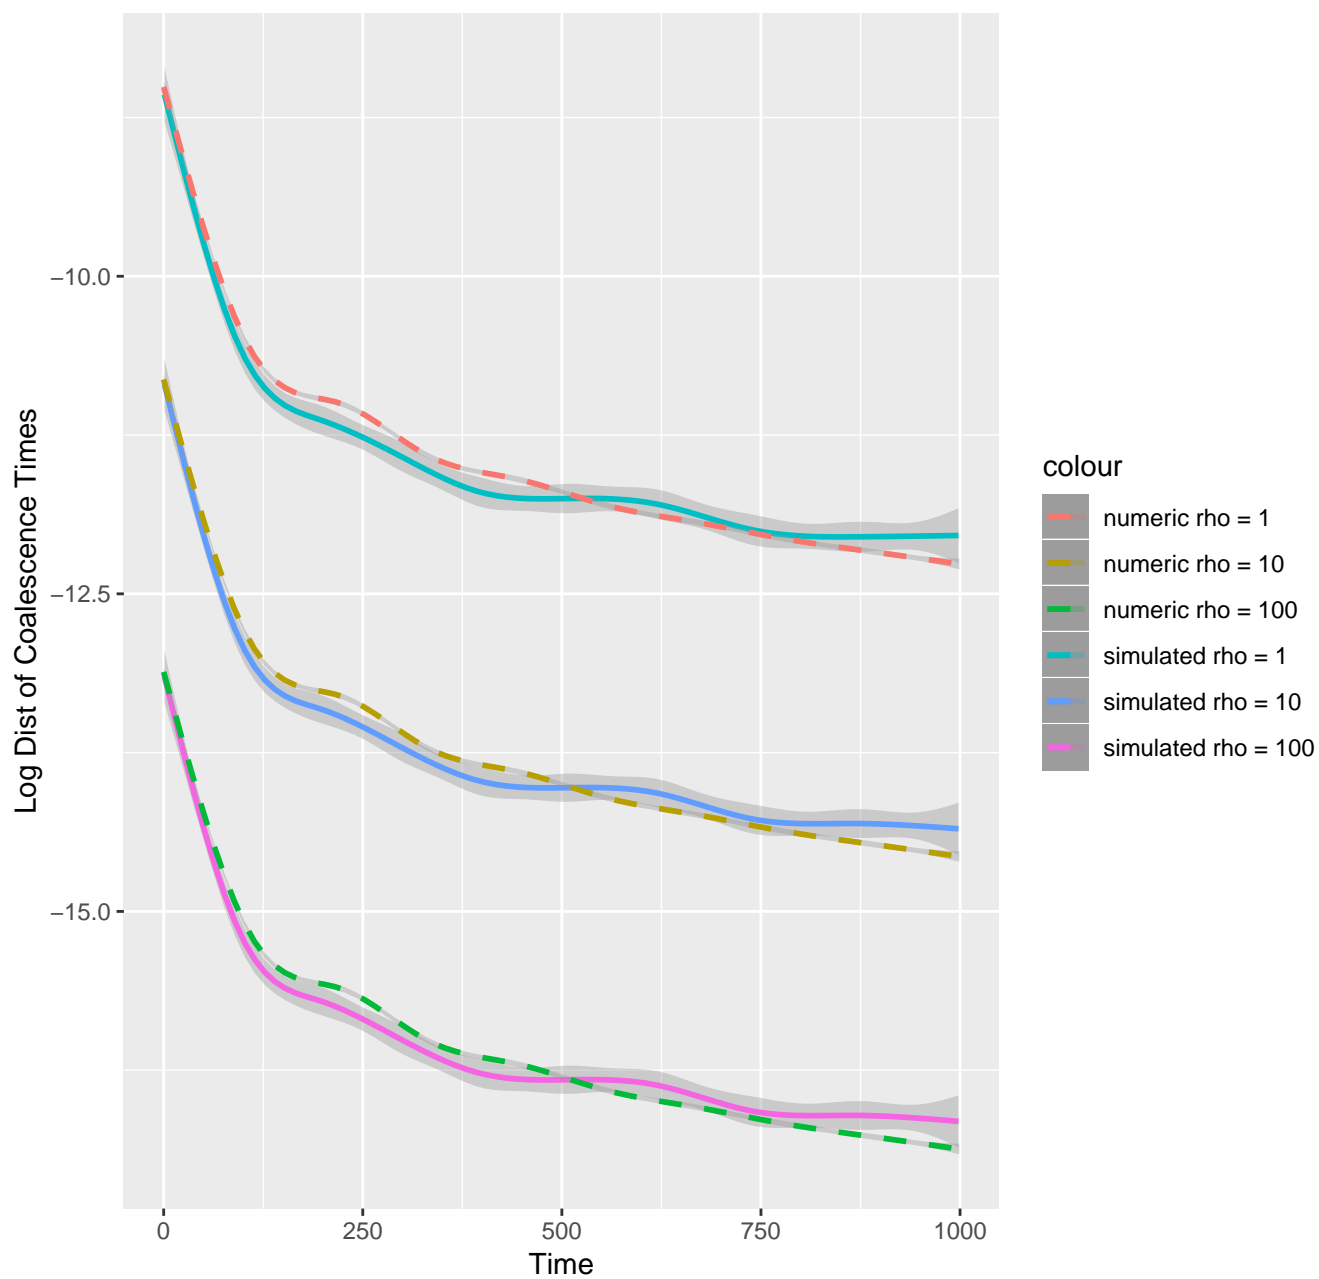 Log Dist of Coalescence Times
−10.0
−12.5
−15.0
0 250 500 750 1000
Time
colour
numeric rho = 1
numeric rho = 10
numeric rho = 100
simulated rho = 1
simulated rho = 10
simulated rho = 100